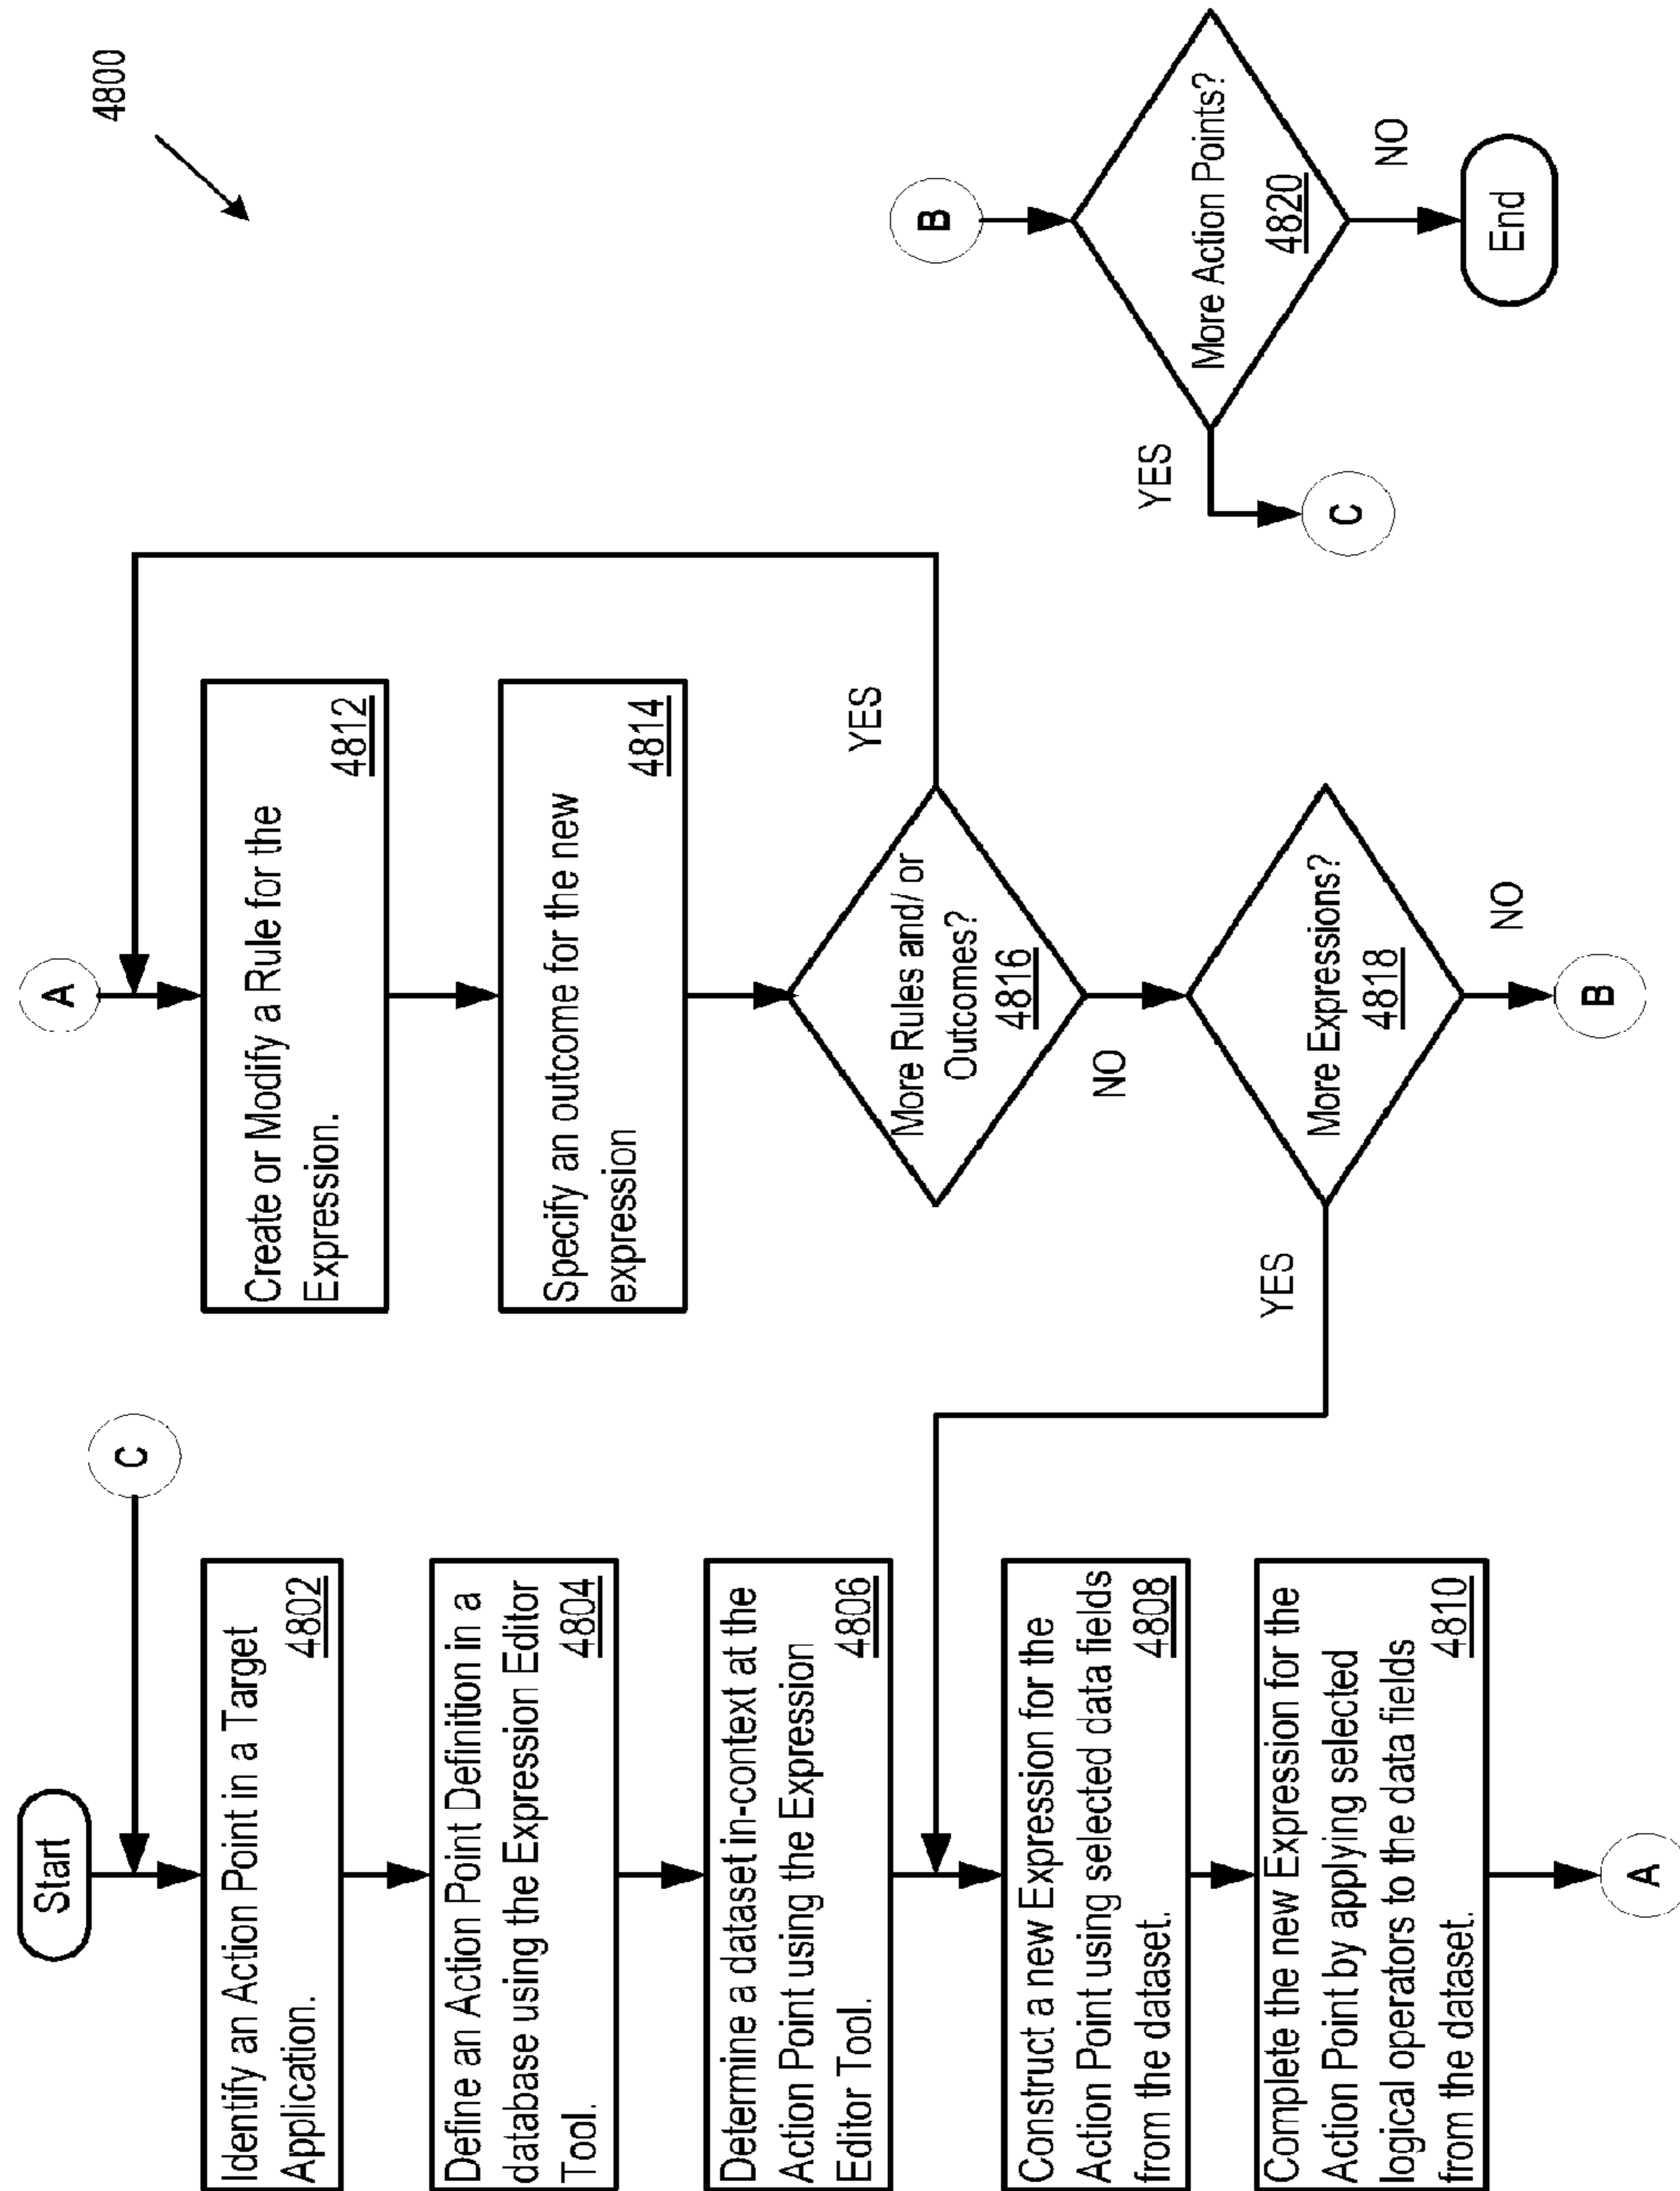 4800
Start
C
Identify an Action Point in a Target
Application.
4802
Define an Action Point Definition in a
database using the Expression Editor
Tool.
4804
Determine a dataset in-context at the
Action Point using the Expression
Editor Tool.
4806
Construct a new Expression for the
Action Point using selected data fields
from the dataset.
4808
Complete the new Expression for the
Action Point by applying selected
logical operators to the data fields
from the dataset.
4810
A
A
Create or Modify a Rule for the
Expression.
4812
Specify an outcome for the new
expression
4814
More Rules and/ or
Outcomes?
4816
YES
NO
More Expressions?
4818
YES
NO
B
B
More Action Points?
4820
YES
NO
C
End